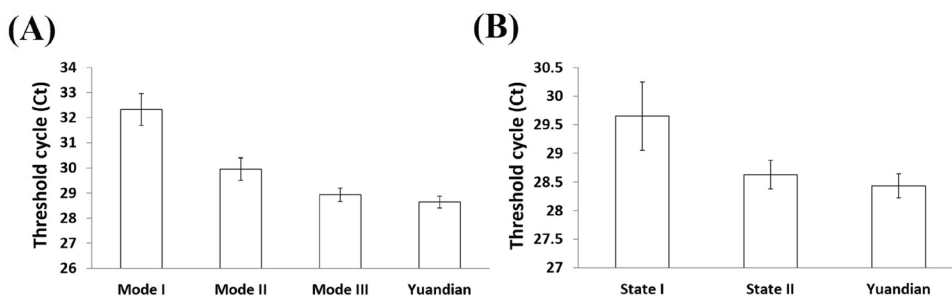 (A)
Threshold cycle (Ct)
34
33
32
31
30
29
28
27
26
Mode I Mode II Mode III Yuandian
(B)
Threshold cycle (Ct)
30.5
30
29.5
29
28.5
28
27.5
27
State I State II Yuandian